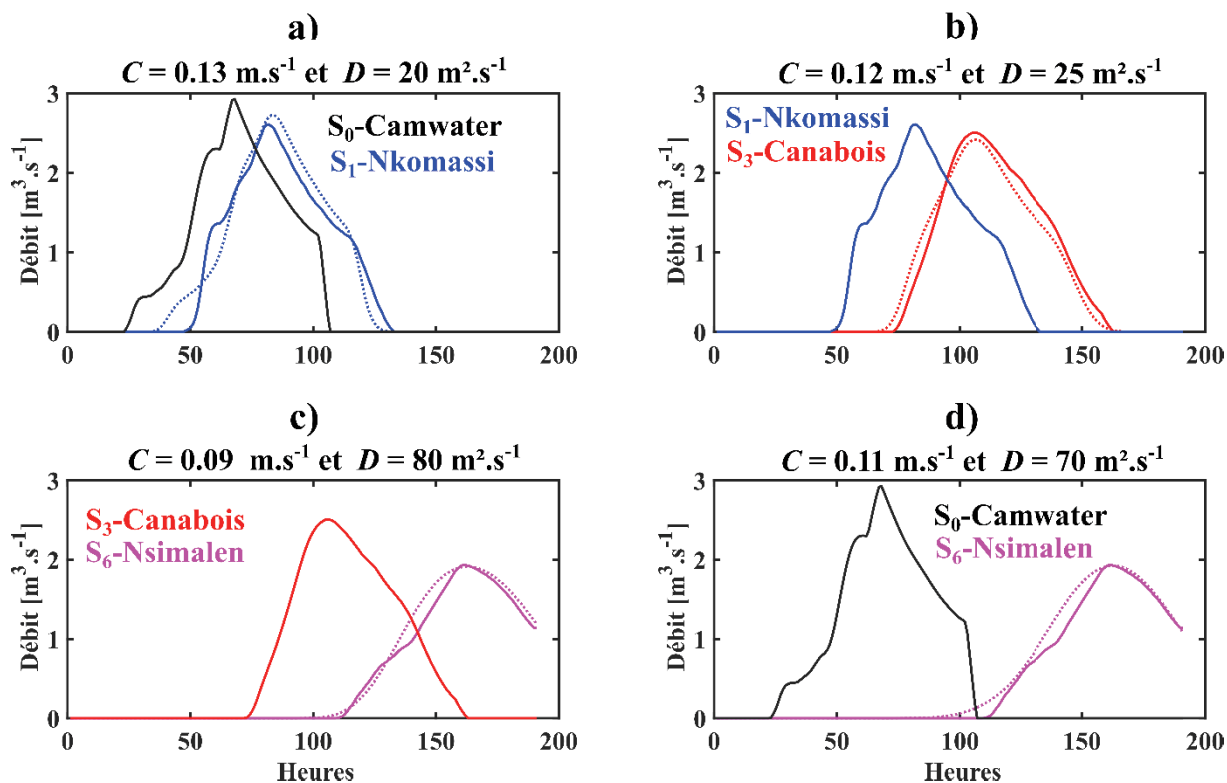 a)
C = 0.13 m.s-1 et D = 20 m².s-1
Débit [m3.s-1]
3
2
1
0
S0-Camwater
S1-Nkomassi
0 50 100 150 200
b)
C = 0.12 m.s-1 et D = 25 m².s-1
Débit [m3.s-1]
3
2
1
0
S1-Nkomassi
S3-Canabois
0 50 100 150 200
c)
C = 0.09 m.s-1 et D = 80 m².s-1
Débit [m3.s-1]
3
2
1
0
S3-Canabois
S6-Nsimalen
0 50 100 150 200
Heures
d)
C = 0.11 m.s-1 et D = 70 m².s-1
Débit [m3.s-1]
3
2
1
0
S0-Camwater
S6-Nsimalen
0 50 100 150 200
Heures